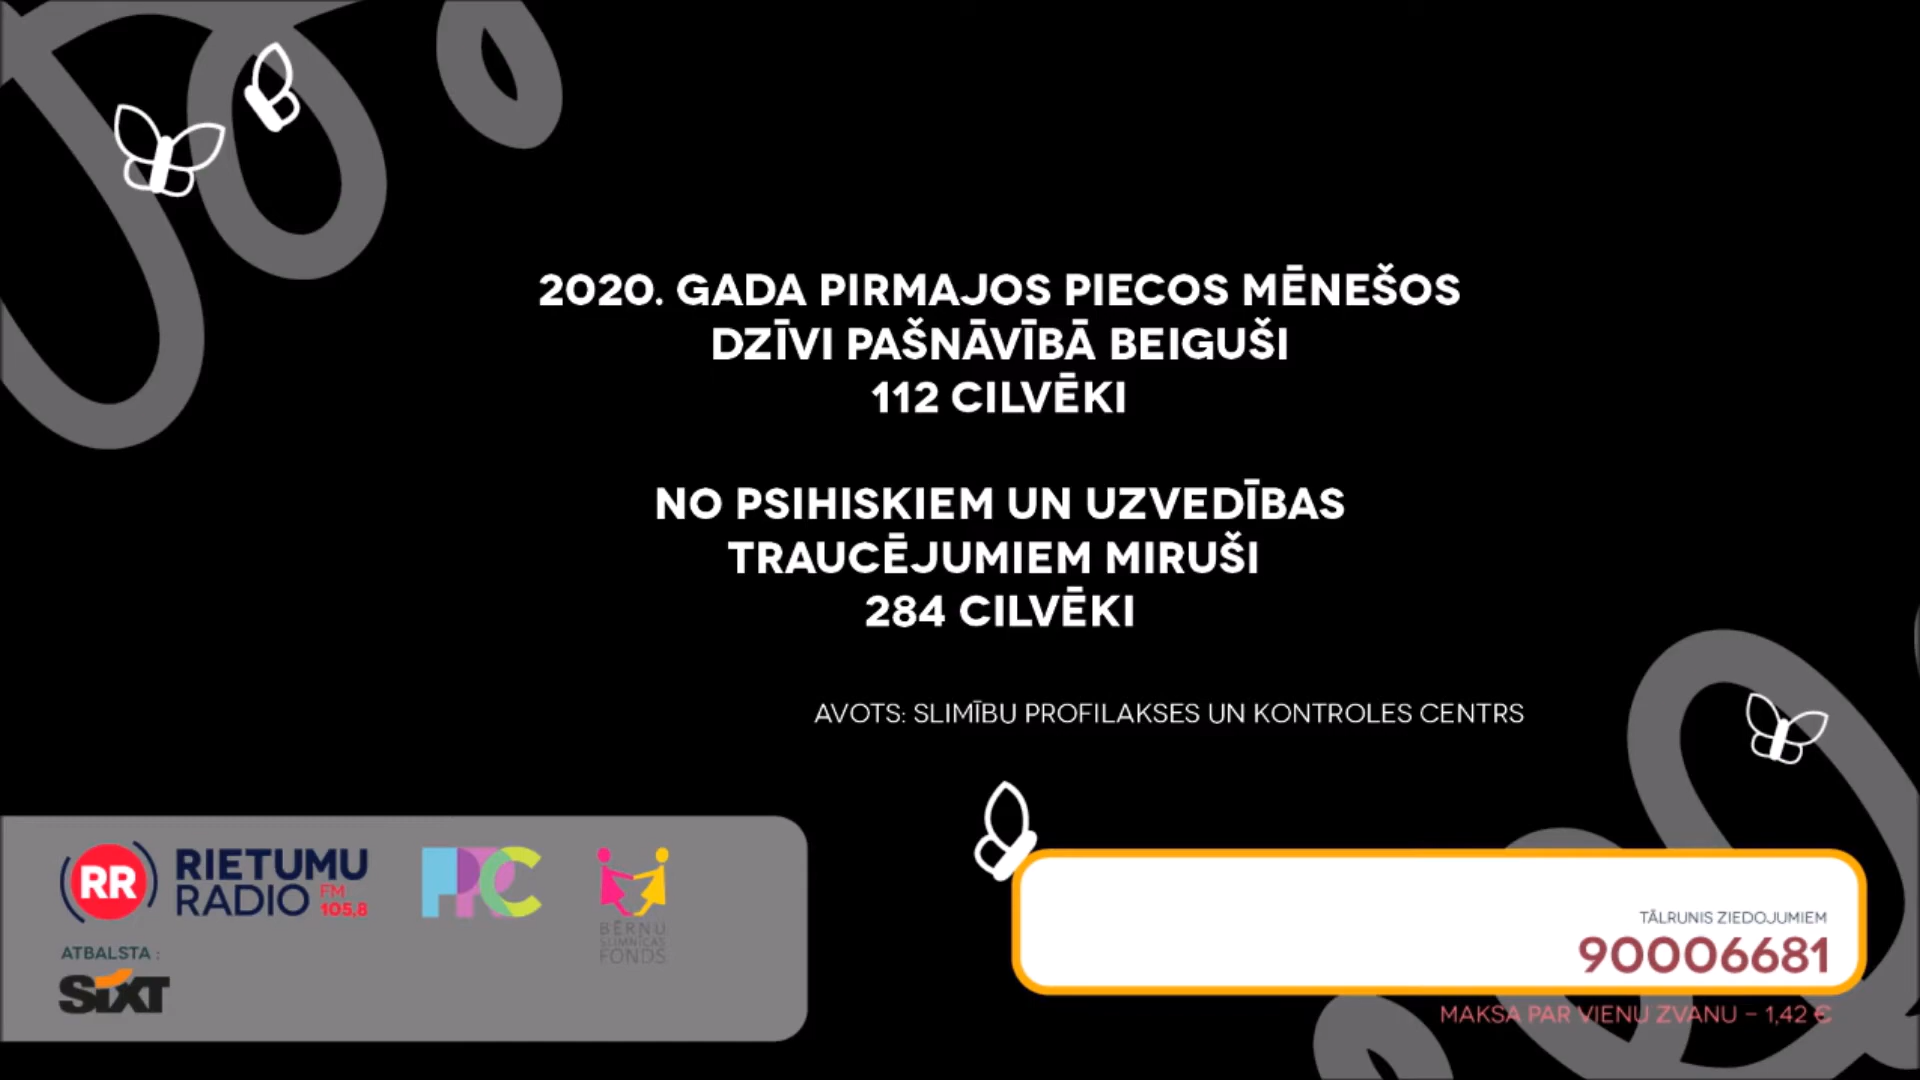 2020. GADA PIRMAJOS PIECOS MĒNEŠOS
DZĪVI PAŠNĀVĪBĀ BEIGUŠI
112 CILVĒKI
NO PSIHISKIEM UN UZVEDĪBAS
TRAUCĒJUMIEM MIRUŠI
284 CILVĒKI
AVOTS: SLIMĪBU PROFILAKSES UN KONTROLES CENTRS
RR
RIETUMU
RADIO
FM
105,8
PPC
BĒRNU
SLIMNĪCAS
FONDS
ATBALSTA :
SIXT
TĀLRUNIS ZIEDOJUMIEM
90006681
MAKSA PAR VIENU ZVANU – 1,42 €